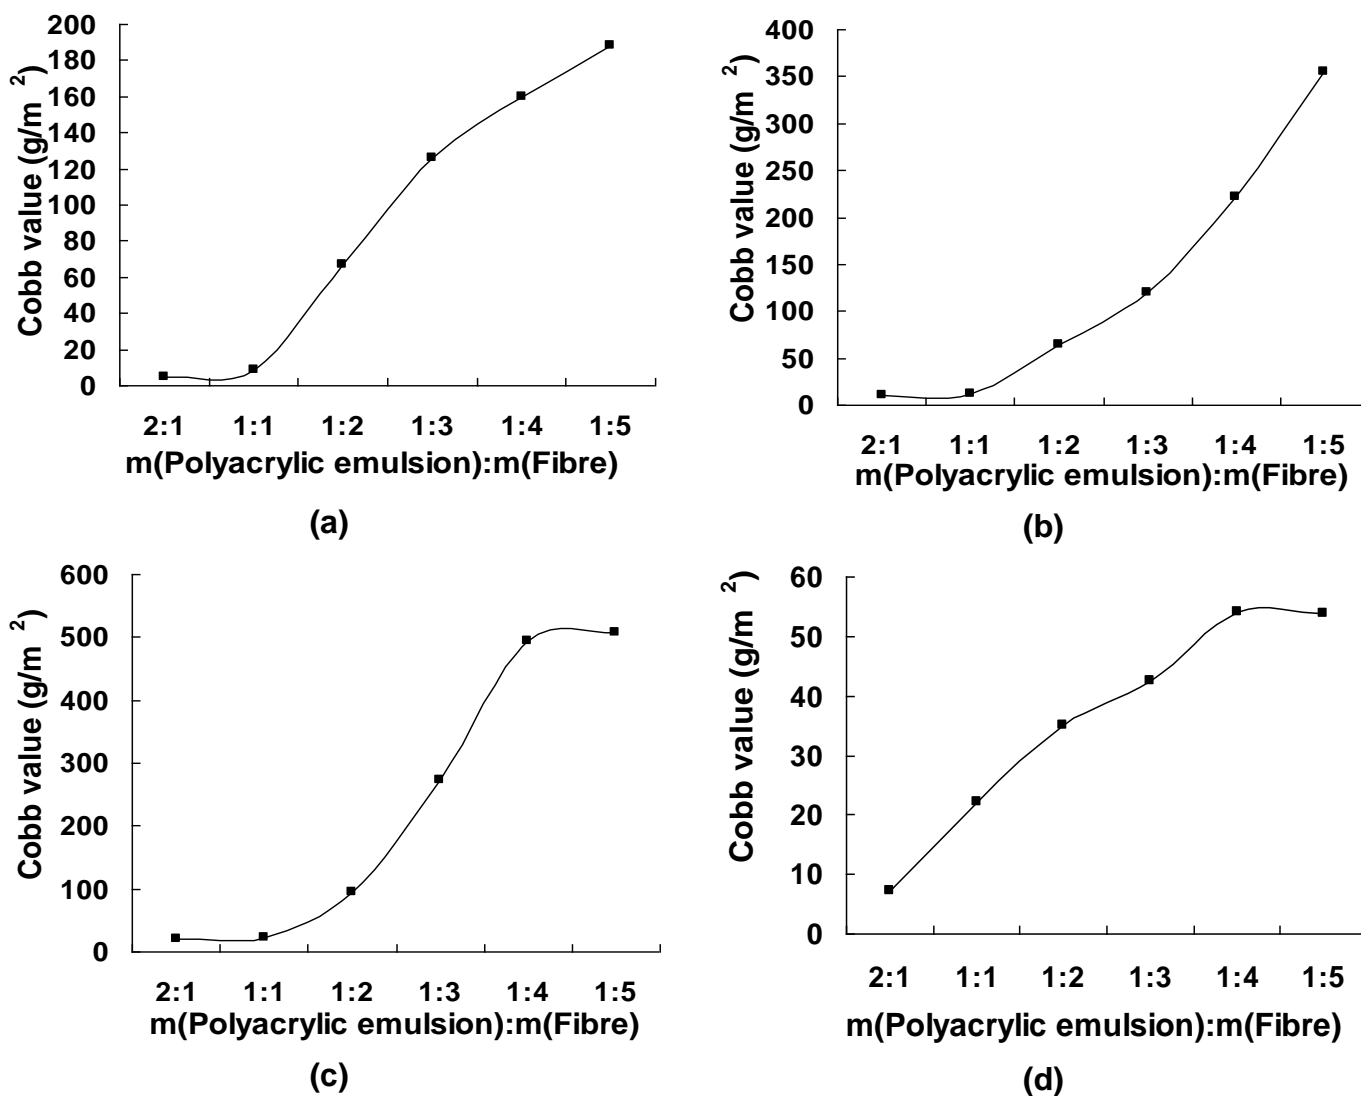 Cobb value (g/m 2)
200
180
160
140
120
100
80
60
40
20
0
2:1 1:1 1:2 1:3 1:4 1:5
m(Polyacrylic emulsion):m(Fibre)
(a)
Cobb value (g/m 2)
400
350
300
250
200
150
100
50
0
2:1 1:1 1:2 1:3 1:4 1:5
m(Polyacrylic emulsion):m(Fibre)
(b)
Cobb value (g/m 2)
600
500
400
300
200
100
0
2:1 1:1 1:2 1:3 1:4 1:5
m(Polyacrylic emulsion):m(Fibre)
(c)
Cobb value (g/m 2)
60
50
40
30
20
10
0
2:1 1:1 1:2 1:3 1:4 1:5
m(Polyacrylic emulsion):m(Fibre)
(d)